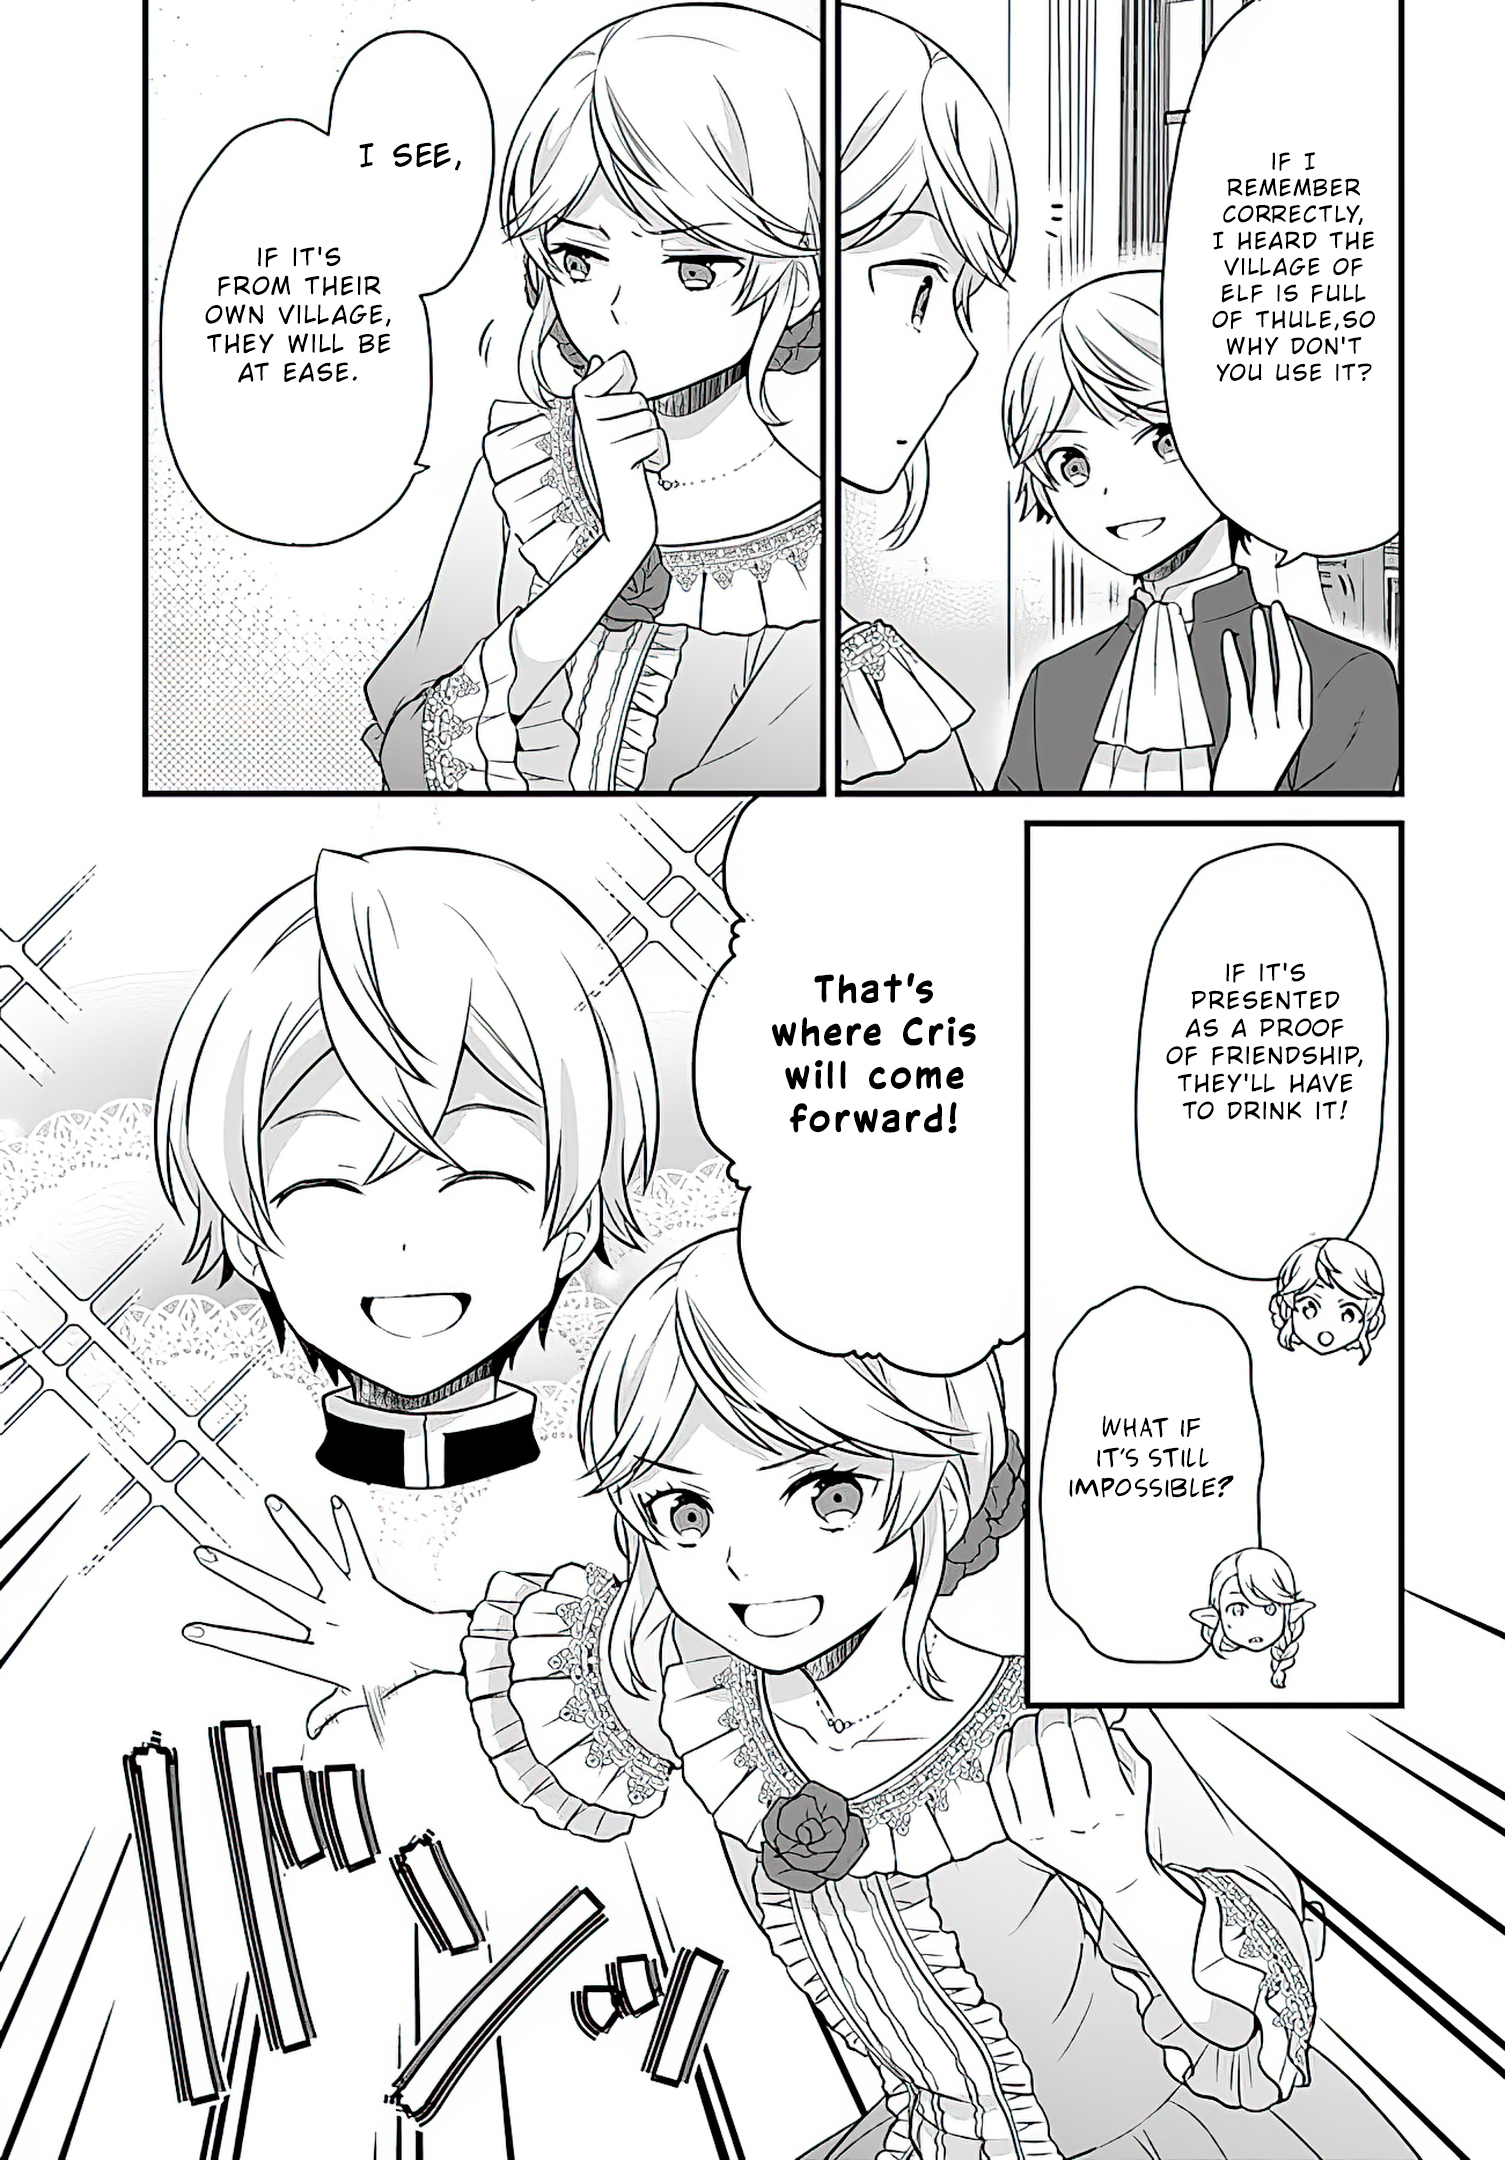 IF I
REMEMBER
CORRECTLY,
I HEARD THE
VILLAGE OF
ELF IS FULL
OF THULE,SO
WHY DON'T
YOU USE IT?
I SEE,
IF IT'S
FROM THEIR
OWN VILLAGE,
THEY WILL BE
AT EASE.
IF IT'S
PRESENTED
AS A PROOF
OF FRIENDSHIP,
THEY'LL HAVE
TO DRINK IT!
WHAT IF
IT'S STILL
IMPOSSIBLE?
That's
where Cris
will come
forward!